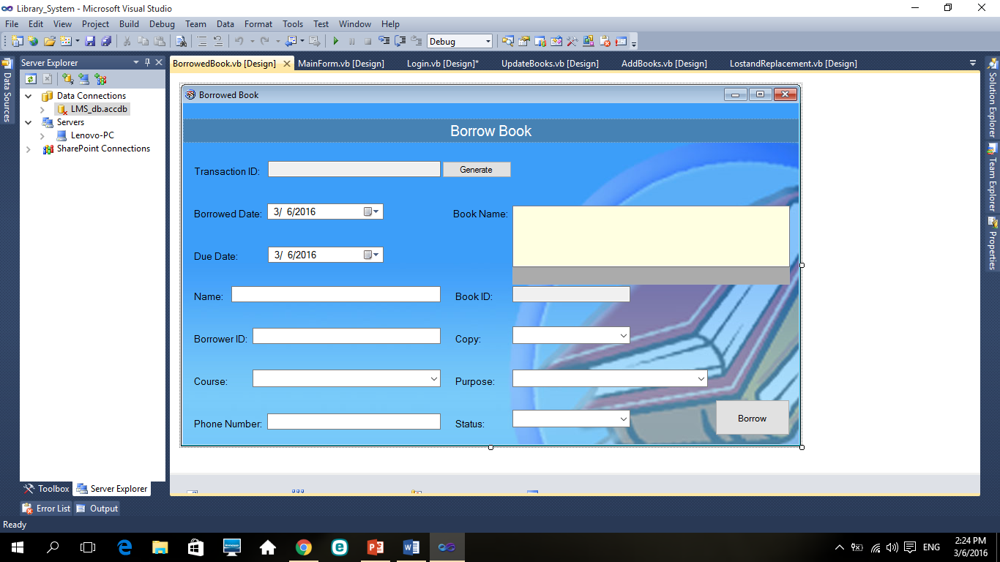 Library_System - Microsoft Visual Studio
File Edit View Project Build Debug Team Data Format Tools Test Window Help
Debug
Server Explorer
BorrowedBook.vb [Design] MainForm.vb [Design] Login.vb [Design]* UpdateBooks.vb [Design] AddBooks.vb [Design] LostandReplacement.vb [Design]
Data Sources
Data Connections
LMS_db.accdb
Servers
Lenovo-PC
SharePoint Connections
Borrowed Book
Borrow Book
Transaction ID: Generate
Borrowed Date: 3/ 6/2016 Book Name:
Due Date: 3/ 6/2016
Name: Book ID:
Borrower ID: Copy:
Course: Purpose:
Phone Number: Status: Borrow
Solution Explorer
Team Explorer
Properties
Toolbox Server Explorer
Error List Output
Ready
ENG
2:24 PM
3/6/2016